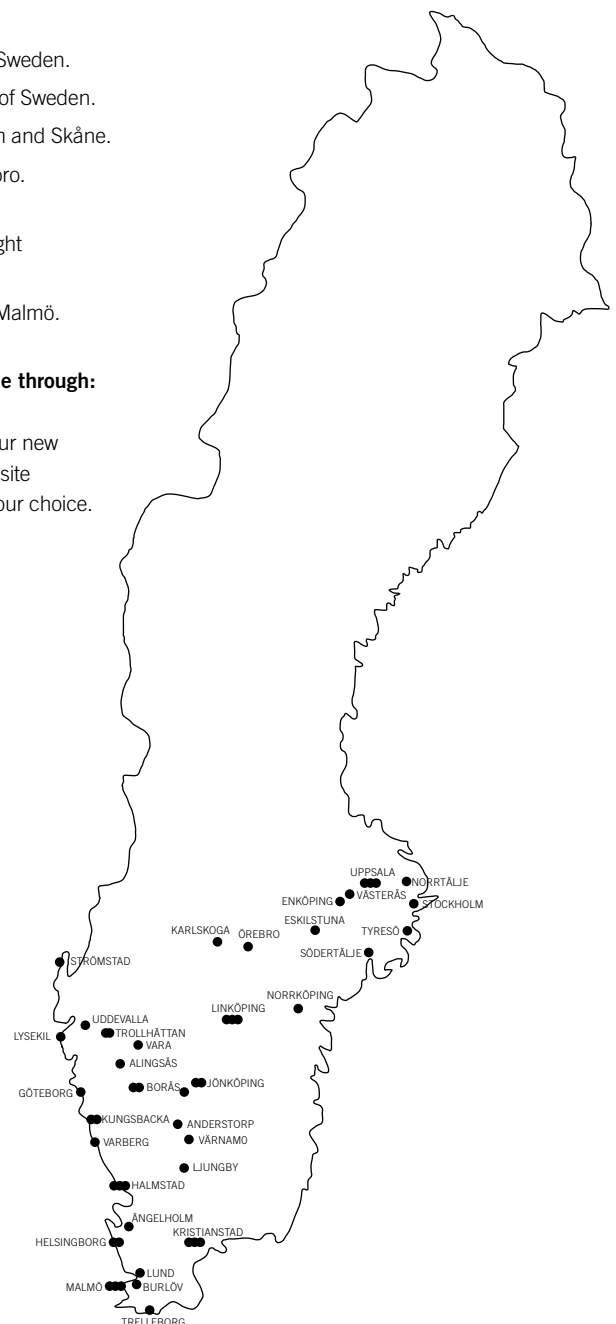 Sweden.
of Sweden.
and Skåne.
ght
Malmö.
e through:
ur new
site
our choice.
UPPSALA
NORRTÄLJE
VÄSTERÅS
ENKÖPING
STOCKHOLM
ESKILSTUNA
KARLSKOGA
ÖREBRO
TYRESÖ
SÖDERTÄLJE
STRÖMSTAD
NORRKÖPING
LINKÖPING
UDDEVALLA
TROLLHÄTTAN
LYSEKIL
VARA
ALINGSÅS
JÖNKÖPING
BORÅS
GÖTEBORG
KUNGSBACKA
ANDERSTORP
VÄRNAMO
VARBERG
LJUNGBY
HALMSTAD
ÄNGELHOLM
KRISTIANSTAD
HELSINGBORG
LUND
MALMÖ
BURLÖV
TRELLEBORG